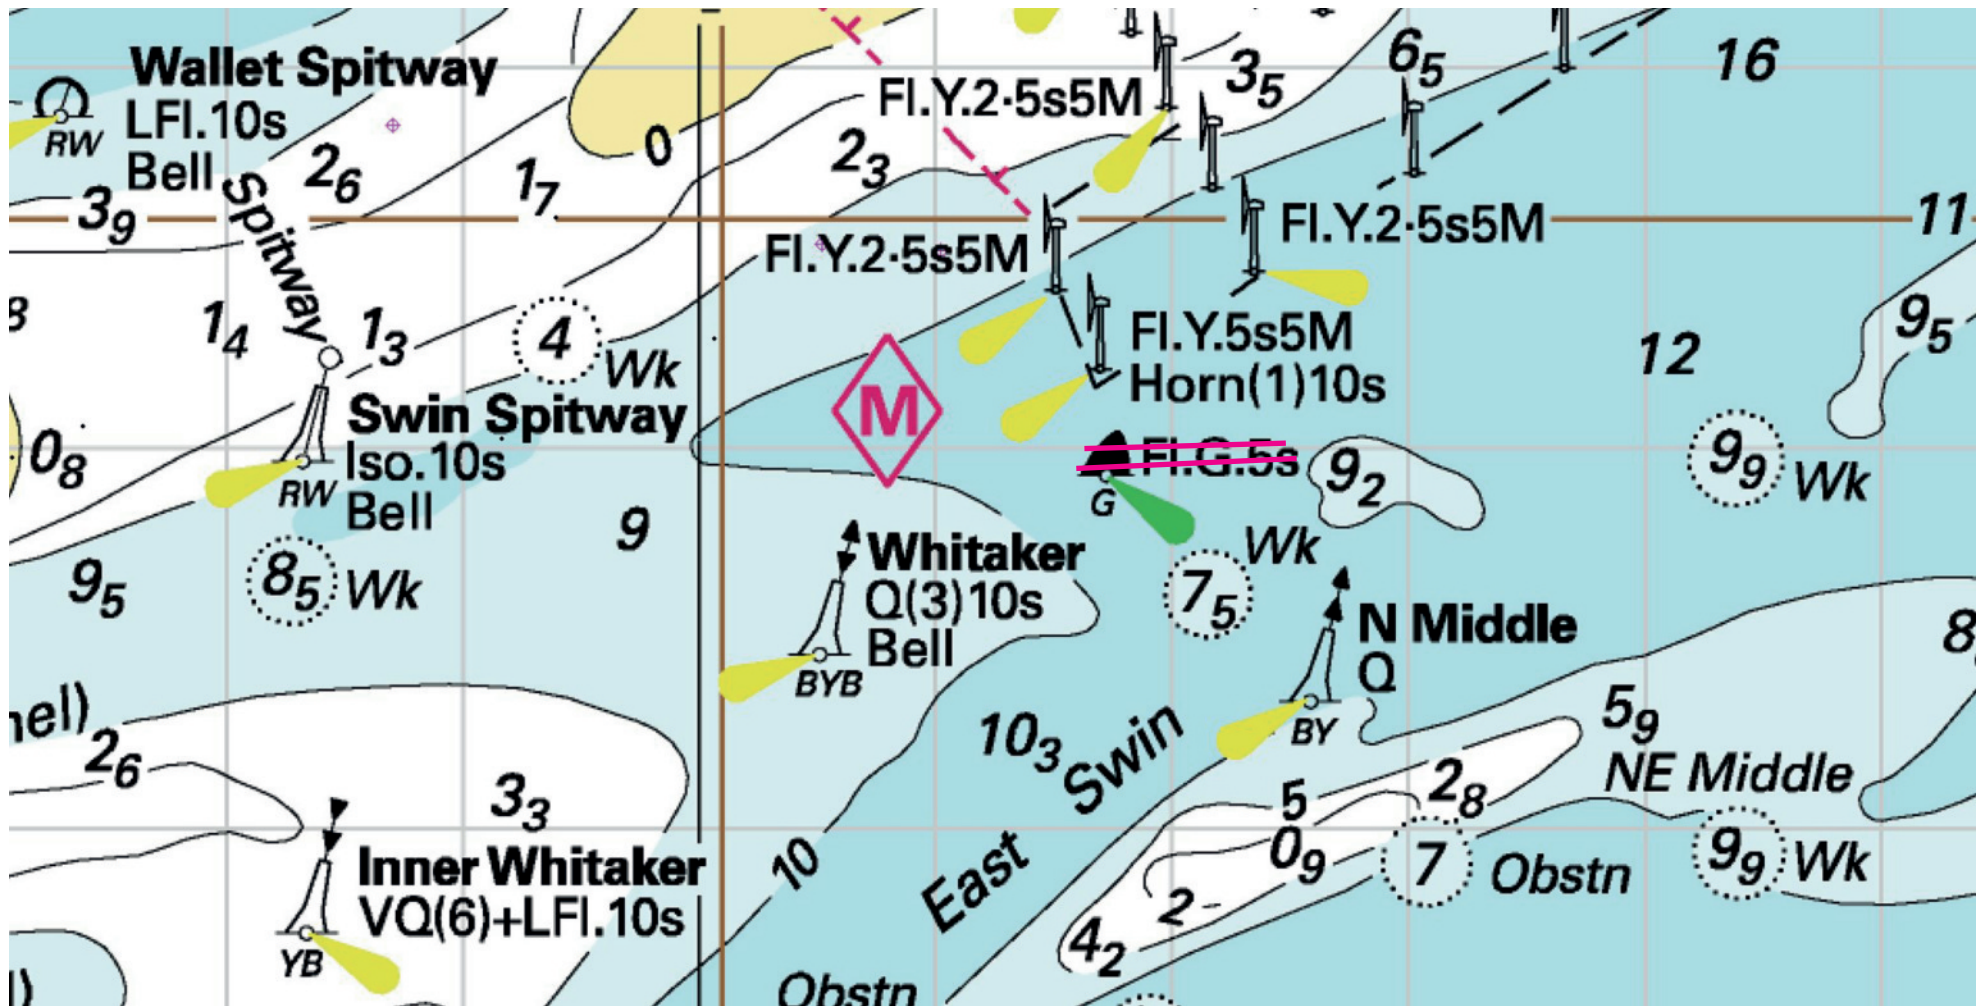 Wallet Spitway
LFl.10s
Bell
RW
Spitway
Fl.Y.2·5s5M
3₅
6₅
16
0
2₆
1₇
2₃
3₉
Fl.Y.2·5s5M
Fl.Y.2·5s5M
11
8
1₄
1₃
4
Wk
Fl.Y.5s5M
Horn(1)10s
12
9₅
M
Swin Spitway
Iso.10s
Bell
RW
0₈
Fl.G.5s
G
9₂
9₉ Wk
9
9₅
8₅ Wk
Whitaker
Q(3)10s
Bell
BYB
Wk
7₅
N Middle
Q
BY
8
nel)
2₆
3₃
10₃
East Swin
5₉
NE Middle
5
2₈
0₉
7 Obstn
9₉ Wk
Inner Whitaker
VQ(6)+LFl.10s
YB
10
2
4₂
Obstn
)